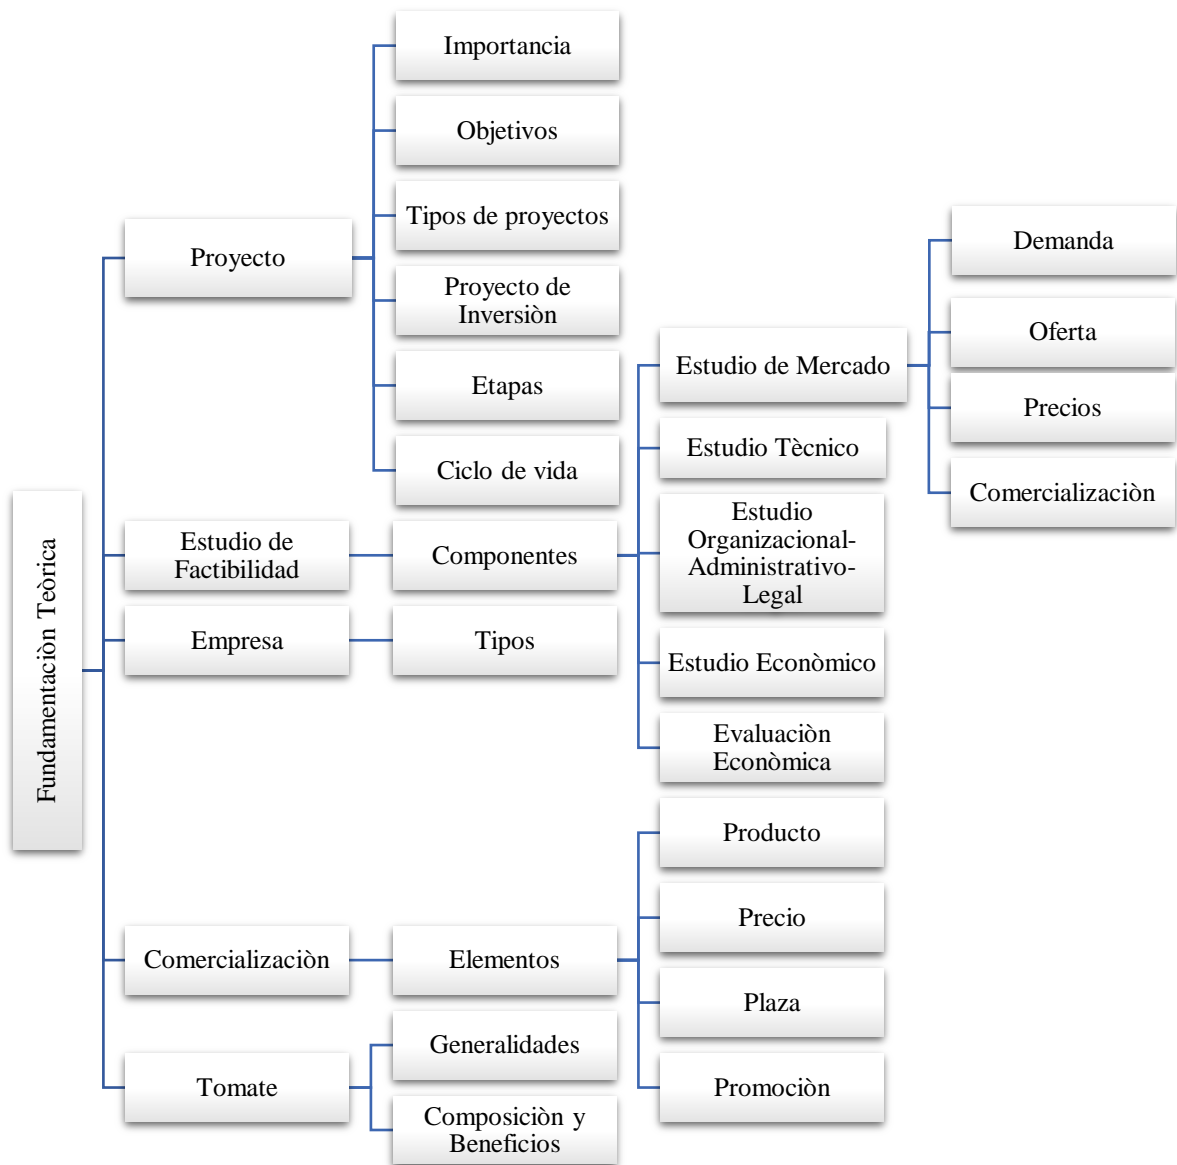 Fundamentaciòn Teòrica
Proyecto
Importancia
Objetivos
Tipos de proyectos
Proyecto de
Inversiòn
Etapas
Ciclo de vida
Estudio de
Factibilidad
Componentes
Estudio de Mercado
Demanda
Oferta
Precios
Comercializaciòn
Estudio Tècnico
Estudio
Organizacional-
Administrativo-
Legal
Estudio Econòmico
Evaluaciòn
Econòmica
Empresa
Tipos
Comercializaciòn
Elementos
Producto
Precio
Plaza
Promociòn
Tomate
Generalidades
Composiciòn y
Beneficios